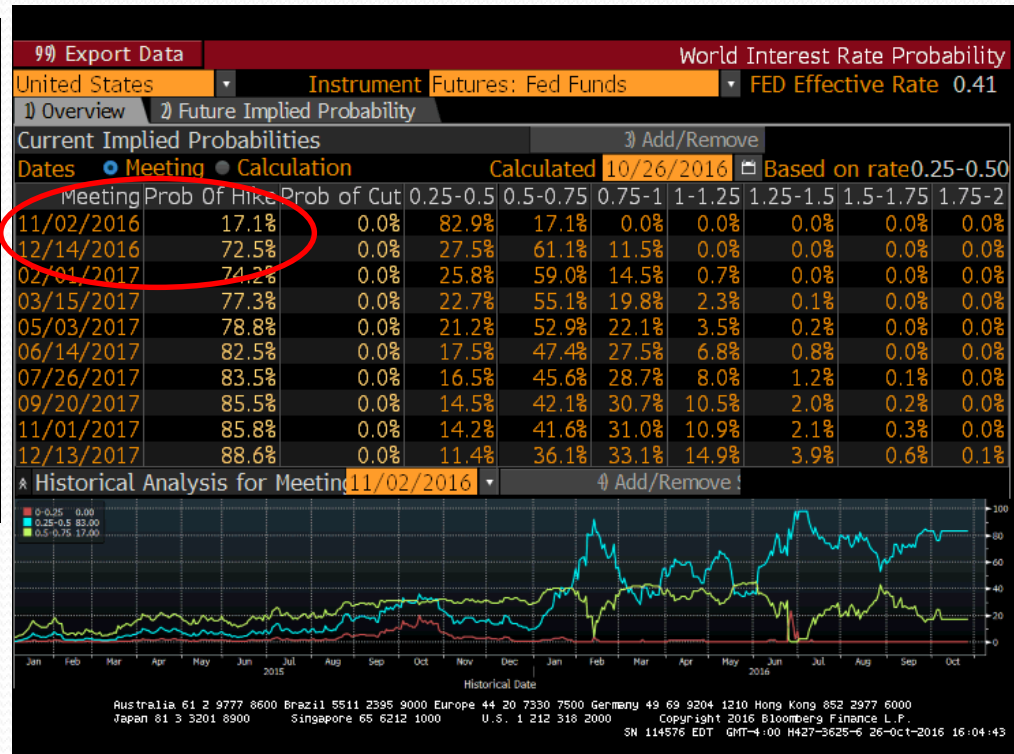 99) Export Data World Interest Rate Probability
United States Instrument Futures: Fed Funds FED Effective Rate 0.41
1) Overview 2) Future Implied Probability
Current Implied Probabilities 3) Add/Remove
Dates Meeting Calculation Calculated 10/26/2016 Based on rate0.25-0.50
Meeting Prob Of Hike Prob of Cut 0.25-0.5 0.5-0.75 0.75-1 1-1.25 1.25-1.5 1.5-1.75 1.75-2
11/02/2016 17.1% 0.0% 82.9% 17.1% 0.0% 0.0% 0.0% 0.0% 0.0%
12/14/2016 72.5% 0.0% 27.5% 61.1% 11.5% 0.0% 0.0% 0.0% 0.0%
02/01/2017 74.2% 0.0% 25.8% 59.0% 14.5% 0.7% 0.0% 0.0% 0.0%
03/15/2017 77.3% 0.0% 22.7% 55.1% 19.8% 2.3% 0.1% 0.0% 0.0%
05/03/2017 78.8% 0.0% 21.2% 52.9% 22.1% 3.5% 0.2% 0.0% 0.0%
06/14/2017 82.5% 0.0% 17.5% 47.4% 27.5% 6.8% 0.8% 0.0% 0.0%
07/26/2017 83.5% 0.0% 16.5% 45.6% 28.7% 8.0% 1.2% 0.1% 0.0%
09/20/2017 85.5% 0.0% 14.5% 42.1% 30.7% 10.5% 2.0% 0.2% 0.0%
11/01/2017 85.8% 0.0% 14.2% 41.6% 31.0% 10.9% 2.1% 0.3% 0.0%
12/13/2017 88.6% 0.0% 11.4% 36.1% 33.1% 14.9% 3.9% 0.6% 0.1%
Historical Analysis for Meeting 11/02/2016 4) Add/Remove S
0-0.25 0.00
0.25-0.5 83.00
0.5-0.75 17.00
100
80
60
40
20
0
Jan Feb Mar Apr May Jun Jul Aug Sep Oct Nov Dec Jan Feb Mar Apr May Jun Jul Aug Sep Oct
2015 2016
Historical Date
Australia 61 2 9777 8600 Brazil 5511 2395 9000 Europe 44 20 7330 7500 Germany 49 69 9204 1210 Hong Kong 852 2977 6000
Japan 81 3 3201 8900 Singapore 65 6212 1000 U.S. 1 212 318 2000 Copyright 2016 Bloomberg Finance L.P.
SN 114576 EDT GMT-4:00 H427-3625-6 26-Oct-2016 16:04:43